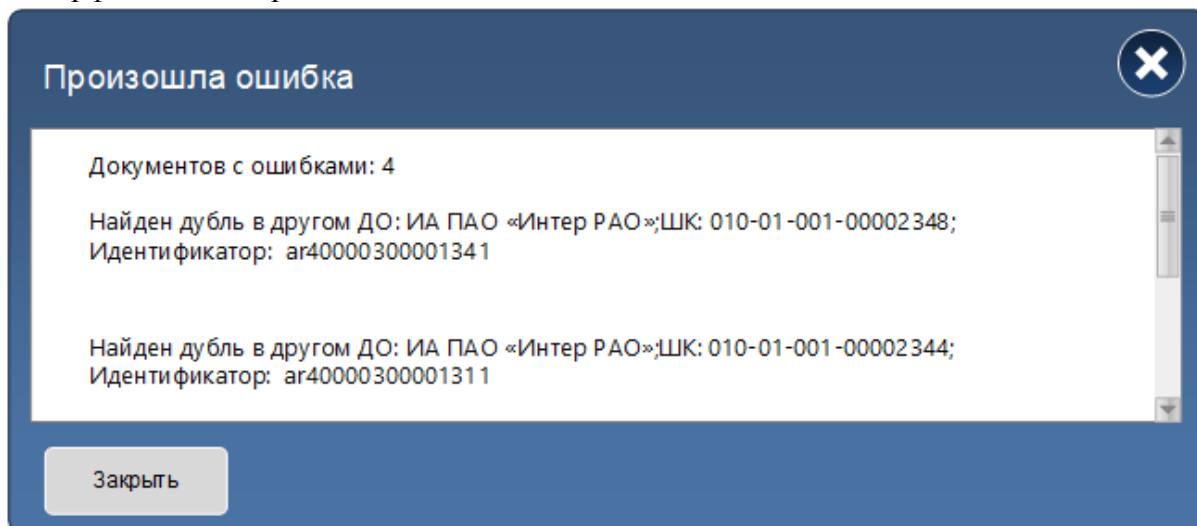 Произошла ошибка
Документов с ошибками: 4
Найден дубль в другом ДО: ИА ПАО «Интер РАО»;ШК: 010-01-001-00002348;
Идентификатор: ar40000300001341
Найден дубль в другом ДО: ИА ПАО «Интер РАО»;ШК: 010-01-001-00002344;
Идентификатор: ar40000300001311
Закрыть